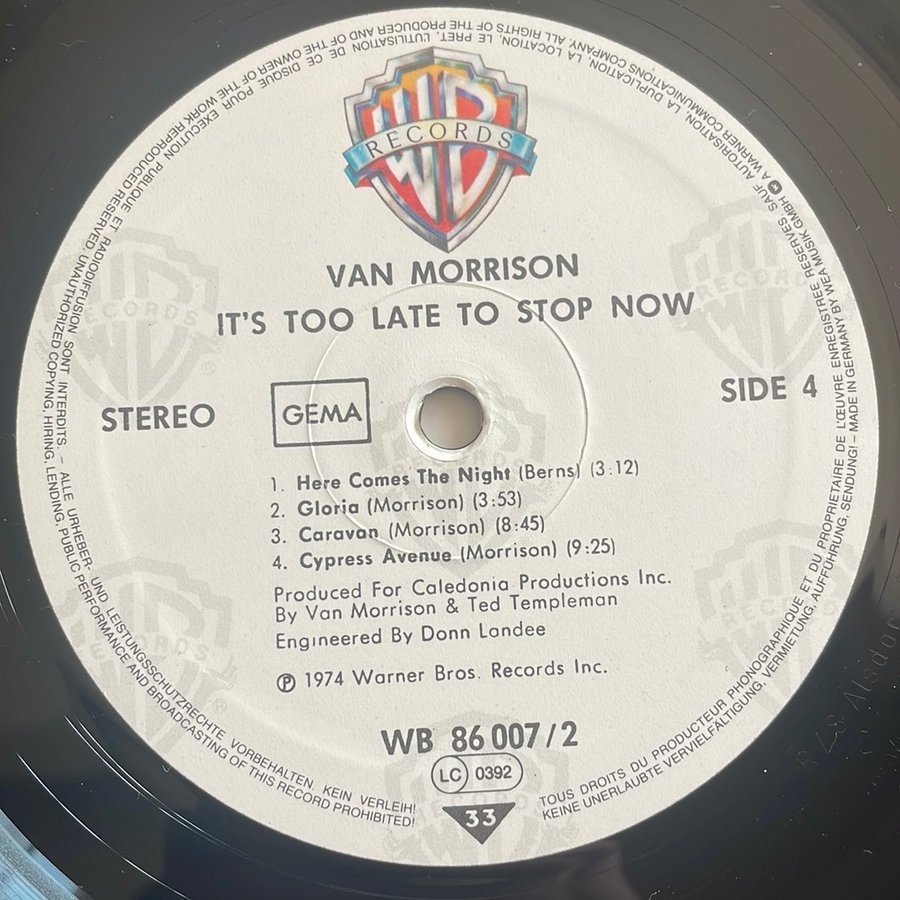 WB
RECORDS
VAN MORRISON
IT'S TOO LATE TO STOP NOW
STEREO
GEMA
SIDE 4
1. Here Comes The Night (Berns) (3:12)
2. Gloria (Morrison) (3:53)
3. Caravan (Morrison) (8:45)
4. Cypress Avenue (Morrison) (9:25)
Produced For Caledonia Productions Inc.
By Van Morrison & Ted Templeman
Engineered By Donn Landee
℗ 1974 Warner Bros. Records Inc.
WB 86 007/2
LC 0392
33
ALLE URHEBER- UND LEISTUNGSSCHUTZRECHTE VORBEHALTEN. KEIN VERLEIH! KEINE UNERLAUBTE VERVIELFÄLTIGUNG, VERMIETUNG, AUFFÜHRUNG, SENDUNG! – MADE IN GERMANY BY WEA MUSIK GMBH A WARNER COMMUNICATIONS COMPANY. ALL RIGHTS OF THE PRODUCER AND OF THE OWNER OF THE WORK REPRODUCED RESERVED. UNAUTHORIZED COPYING, HIRING, LENDING, PUBLIC PERFORMANCE AND BROADCASTING OF THIS RECORD PROHIBITED!
TOUS DROITS DU PRODUCTEUR PHONOGRAPHIQUE ET DU PROPRIETAIRE DE L'ŒUVRE ENREGISTREE RESERVES. SAUF AUTORISATION, LA DUPLICATION, LA LOCATION, LE PRET, L'UTILISATION DE CE DISQUE POUR EXECUTION PUBLIQUE ET RADIODIFFUSION SONT INTERDITS. –